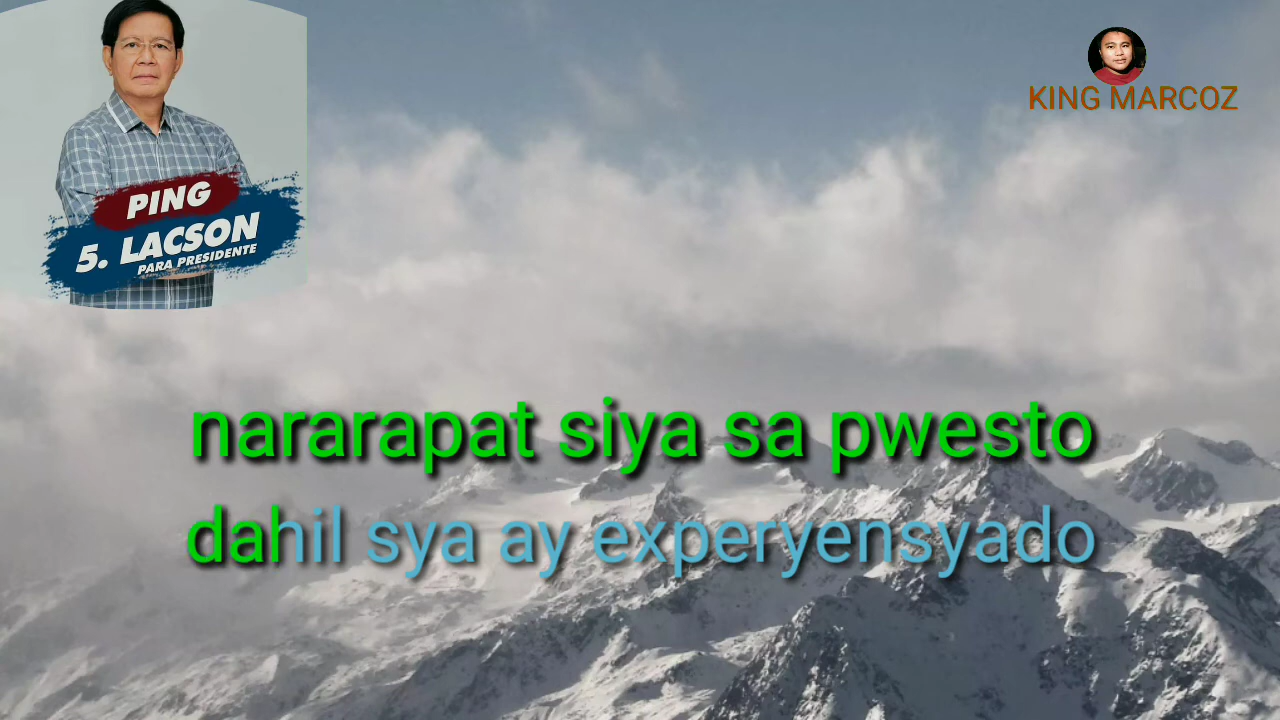 PING
5. LACSON
PARA PRESIDENTE
KING MARCOZ
nararapat siya sa pwesto
dahil sya ay experyensyado